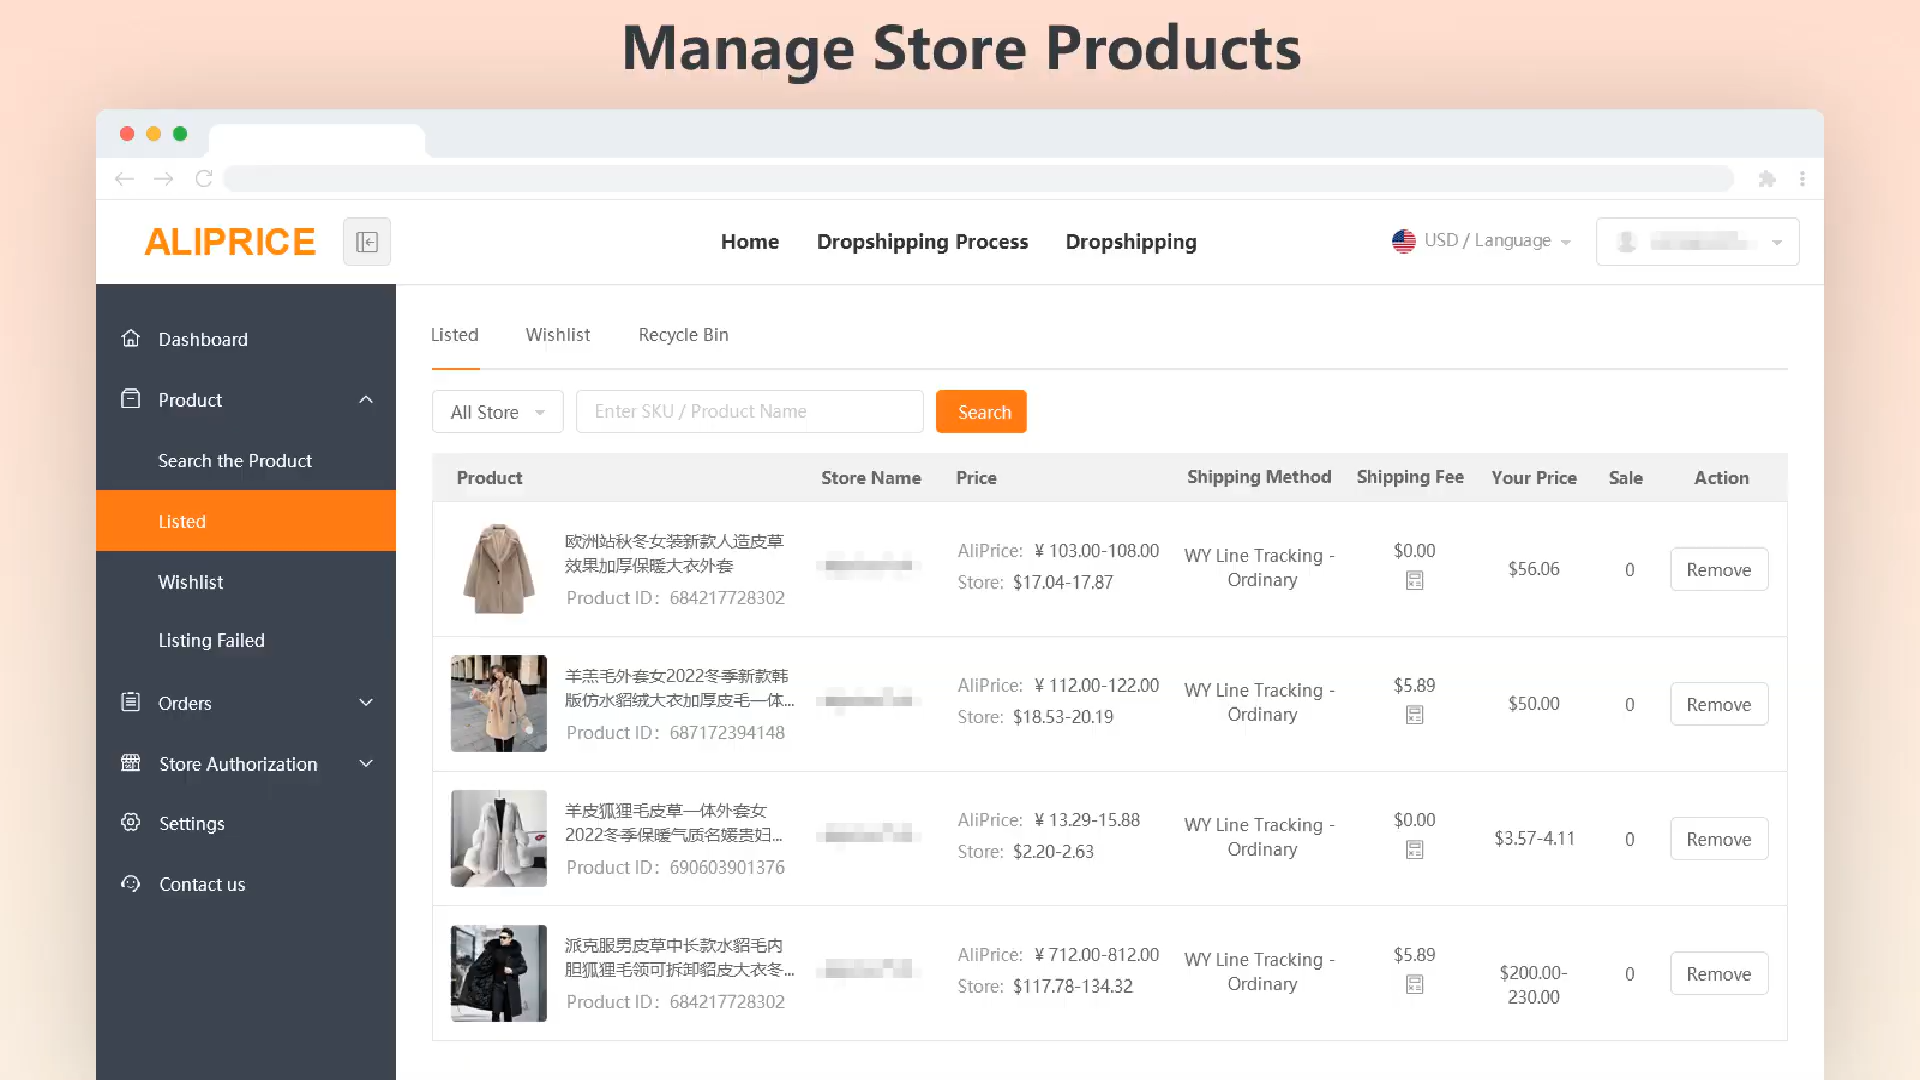 Manage Store Products
ALIPRICE
Home
Dropshipping Process
Dropshipping
USD / Language
Dashboard
Product
Search the Product
Listed
Wishlist
Listing Failed
Orders
Store Authorization
Settings
Contact us
Listed
Wishlist
Recycle Bin
All Store
Enter SKU / Product Name
Search
Product
Store Name
Price
Shipping Method
Shipping Fee
Your Price
Sale
Action
欧洲站秋冬女装新款人造皮草
效果加厚保暖大衣外套
Product ID: 684217728302
AliPrice: ¥ 103.00-108.00
Store: $17.04-17.87
WY Line Tracking -
Ordinary
$0.00
$56.06
0
Remove
羊羔毛外套女2022冬季新款韩
版仿水貂绒大衣加厚皮毛一体...
Product ID: 687172394148
AliPrice: ¥ 112.00-122.00
Store: $18.53-20.19
WY Line Tracking -
Ordinary
$5.89
$50.00
0
Remove
羊皮狐狸毛皮草一体外套女
2022冬季保暖气质名媛贵妇...
Product ID: 690603901376
AliPrice: ¥ 13.29-15.88
Store: $2.20-2.63
WY Line Tracking -
Ordinary
$0.00
$3.57-4.11
0
Remove
派克服男皮草中长款水貂毛内
胆狐狸毛领可拆卸貂皮大衣冬...
Product ID: 684217728302
AliPrice: ¥ 712.00-812.00
Store: $117.78-134.32
WY Line Tracking -
Ordinary
$5.89
$200.00-
230.00
0
Remove